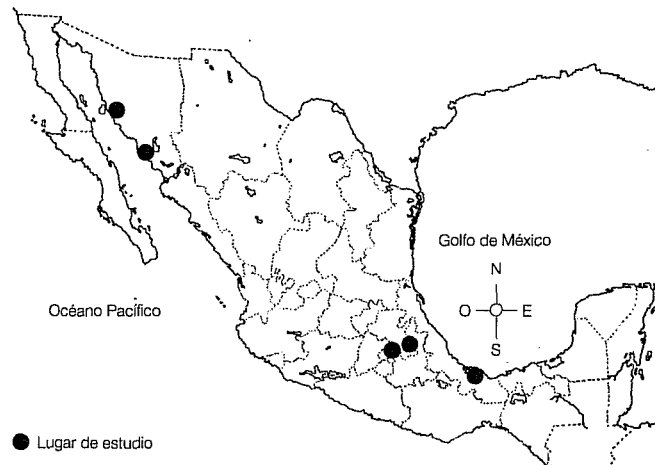 Golfo de México
N
O E
S
Océano Pacífico
Lugar de estudio